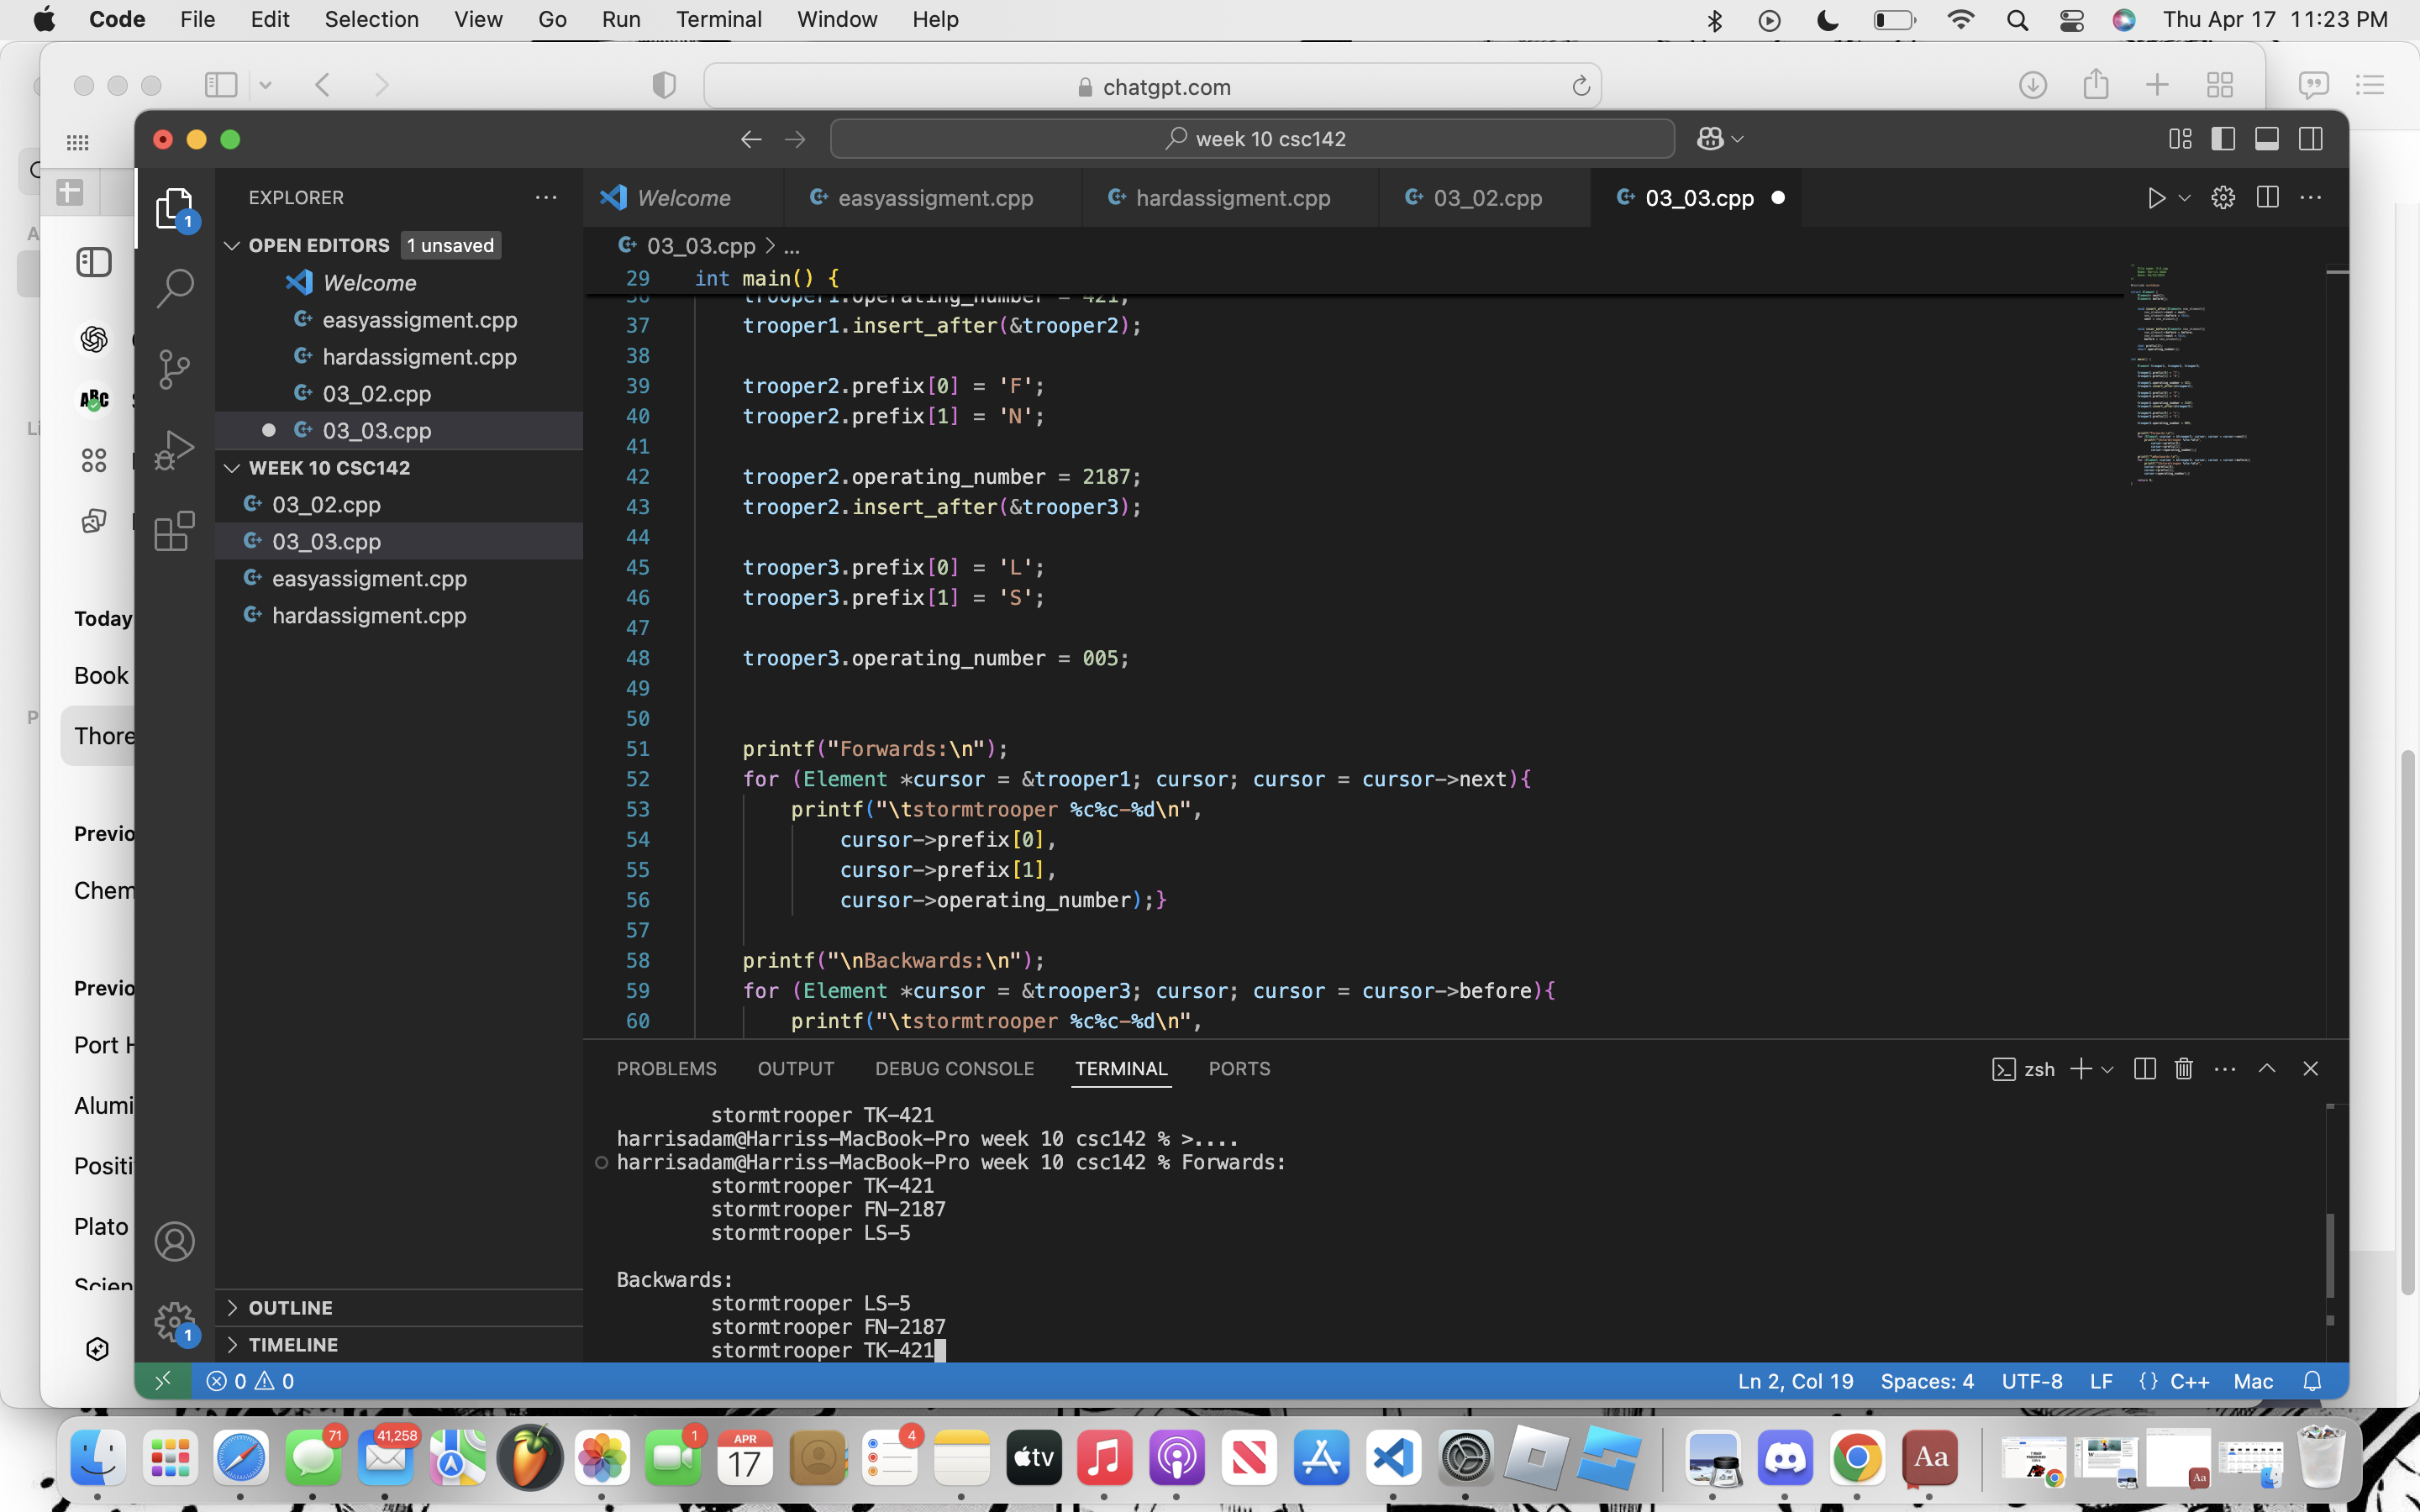 Code File Edit Selection View Go Run Terminal Window Help Thu Apr 17 11:23 PM
chatgpt.com
week 10 csc142
EXPLORER
Welcome easyassigment.cpp hardassigment.cpp 03_02.cpp 03_03.cpp
OPEN EDITORS 1 unsaved
Welcome
easyassigment.cpp
hardassigment.cpp
03_02.cpp
03_03.cpp
WEEK 10 CSC142
03_02.cpp
03_03.cpp
easyassigment.cpp
hardassigment.cpp
OUTLINE
TIMELINE
1
1
ABC
Today
Book
Thore
Previo
Chem
Previo
Port H
Alumi
Positi
Plato
Scien
03_03.cpp > ...
29 int main() {
36 trooper1.operating_number = 421;
37 trooper1.insert_after(&trooper2);
38
39 trooper2.prefix[0] = 'F';
40 trooper2.prefix[1] = 'N';
41
42 trooper2.operating_number = 2187;
43 trooper2.insert_after(&trooper3);
44
45 trooper3.prefix[0] = 'L';
46 trooper3.prefix[1] = 'S';
47
48 trooper3.operating_number = 005;
49
50
51 printf("Forwards:\n");
52 for (Element *cursor = &trooper1; cursor; cursor = cursor->next){
53 printf("\tstormtrooper %c%c-%d\n",
54 cursor->prefix[0],
55 cursor->prefix[1],
56 cursor->operating_number);}
57
58 printf("\nBackwards:\n");
59 for (Element *cursor = &trooper3; cursor; cursor = cursor->before){
60 printf("\tstormtrooper %c%c-%d\n",
PROBLEMS OUTPUT DEBUG CONSOLE TERMINAL PORTS zsh
stormtrooper TK-421
harrisadam@Harriss-MacBook-Pro week 10 csc142 % >....
harrisadam@Harriss-MacBook-Pro week 10 csc142 % Forwards:
stormtrooper TK-421
stormtrooper FN-2187
stormtrooper LS-5
Backwards:
stormtrooper LS-5
stormtrooper FN-2187
stormtrooper TK-421
0 0 Ln 2, Col 19 Spaces: 4 UTF-8 LF {} C++ Mac
71 41,258 1 APR 17 4 tv Aa